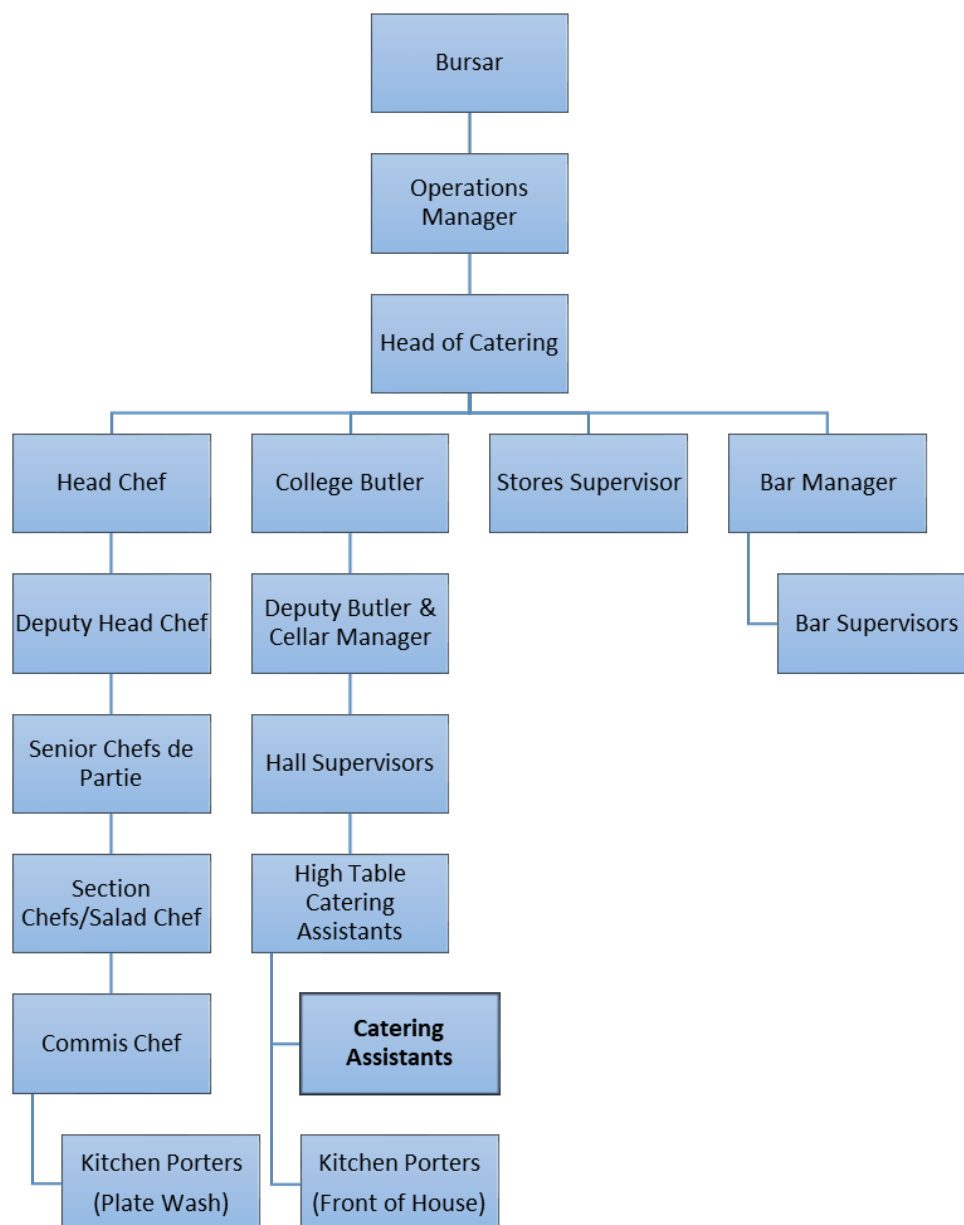 Bursar
Operations
Manager
Head of Catering
Head Chef
College Butler
Stores Supervisor
Bar Manager
Deputy Head Chef
Deputy Butler &
Cellar Manager
Bar Supervisors
Senior Chefs de
Partie
Hall Supervisors
Section
Chefs/Salad Chef
High Table
Catering
Assistants
Commis Chef
Catering
Assistants
Kitchen Porters
(Plate Wash)
Kitchen Porters
(Front of House)